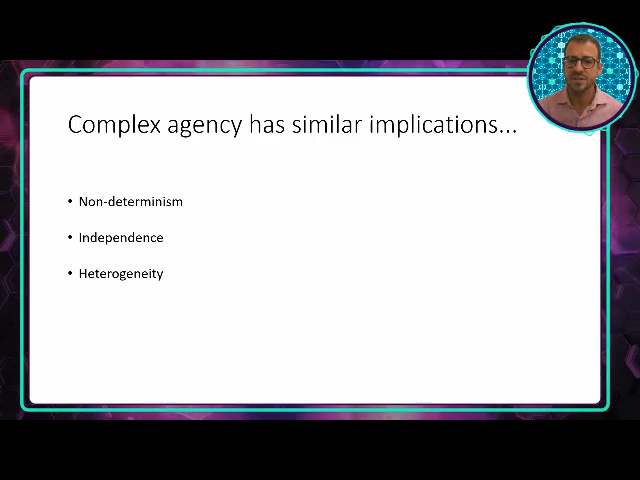 Complex agency has similar implications...
• Non-determinism
• Independence
• Heterogeneity